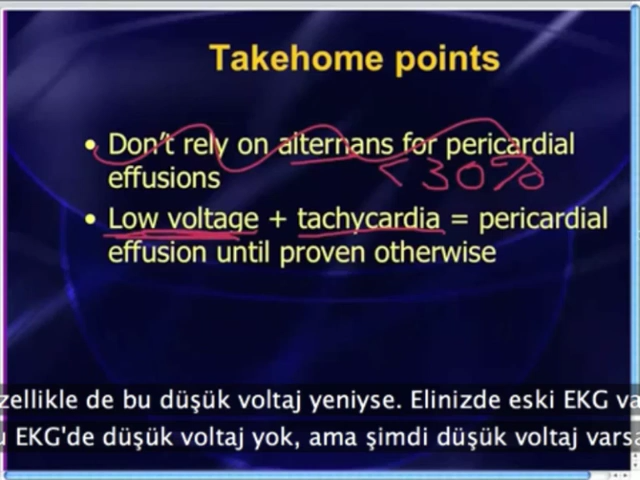 Takehome points
• Don't rely on alternans for pericardial
effusions
<30%
• Low voltage + tachycardia = pericardial
effusion until proven otherwise
zellikle de bu düşük voltaj yeniyse. Elinizde eski EKG va
u EKG'de düşük voltaj yok, ama şimdi düşük voltaj varsa